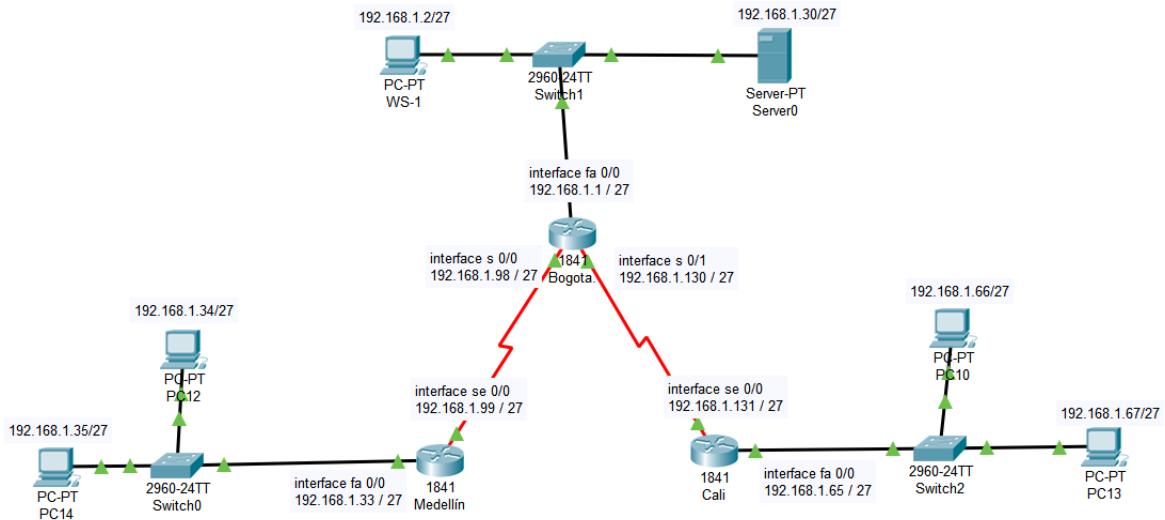 192.168.1.2/27
192.168.1.30/27
PC-PT
WS-1
2960-24TT
Switch1
Server-PT
Server0
interface fa 0/0
192.168.1.1 / 27
interface s 0/0
192.168.1.98 / 27
1841
Bogota.
interface s 0/1
192.168.1.130 / 27
192.168.1.34/27
PC-PT
PC12
192.168.1.66/27
PC-PT
PC10
interface se 0/0
192.168.1.99 / 27
interface se 0/0
192.168.1.131 / 27
192.168.1.35/27
PC-PT
PC14
2960-24TT
Switch0
interface fa 0/0
192.168.1.33 / 27
1841
Medellín
1841
Cali
interface fa 0/0
192.168.1.65 / 27
2960-24TT
Switch2
192.168.1.67/27
PC-PT
PC13